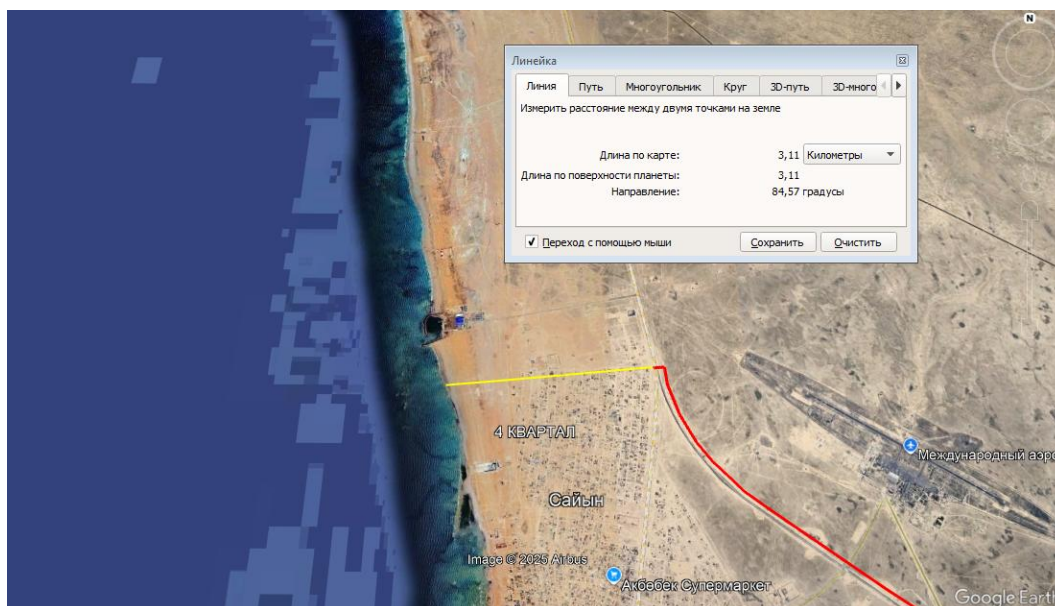 N
Линейка
Линия Путь Многоугольник Круг 3D-путь 3D-много
Измерить расстояние между двумя точками на земле
Длина по карте: 3,11 Километры
Длина по поверхности планеты: 3,11
Направление: 84,57 градусы
Переход с помощью мыши Сохранить Очистить
4 КВАРТАЛ
Международный аэро
Сайын
Image © 2025 Airbus
Акбөбек Супермаркет
Google Earth